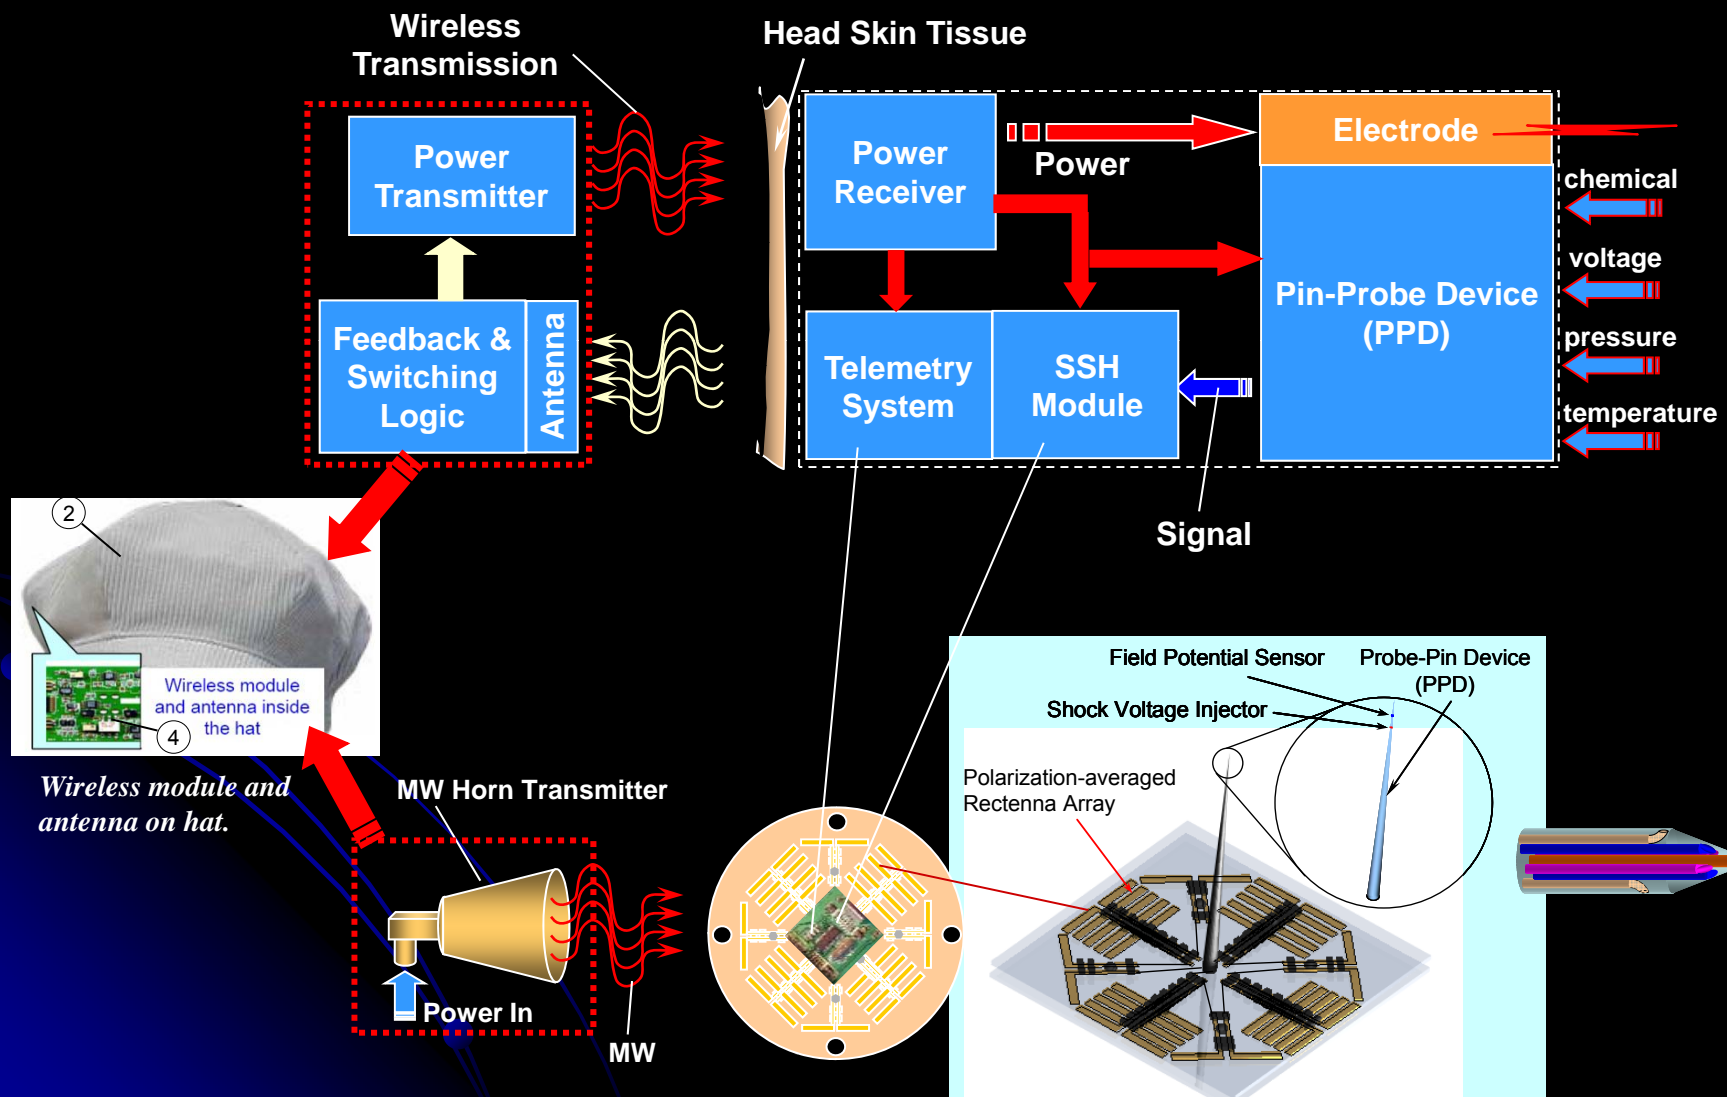 Wireless
Transmission
Head Skin Tissue
Power
Transmitter
Power
Receiver
Power
Electrode
chemical
voltage
Pin-Probe Device
(PPD)
pressure
temperature
Feedback &
Switching
Logic
Antenna
Telemetry
System
SSH
Module
Signal
2
Wireless module
and antenna inside
the hat
4
Wireless module and
antenna on hat.
MW Horn Transmitter
Power In
MW
Field Potential Sensor
Probe-Pin Device
(PPD)
Shock Voltage Injector
Polarization-averaged
Rectenna Array